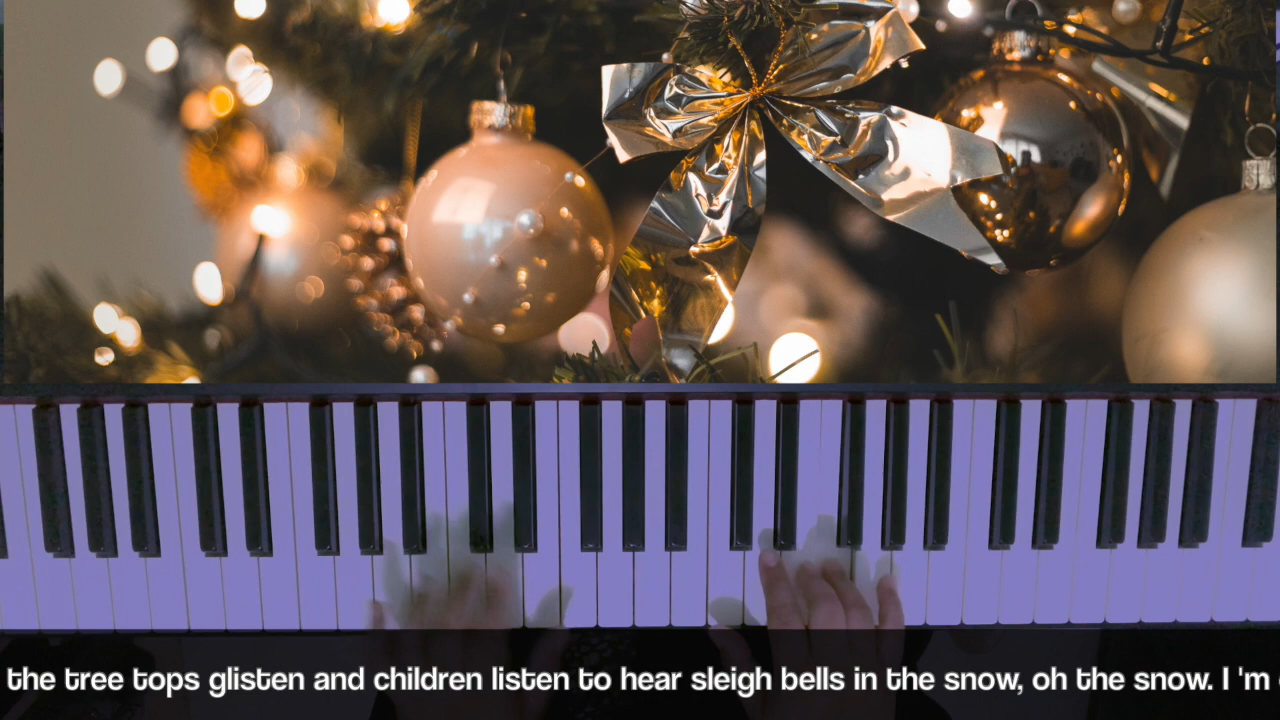 the tree tops glisten and children listen to hear sleigh bells in the snow, oh the snow. I 'm